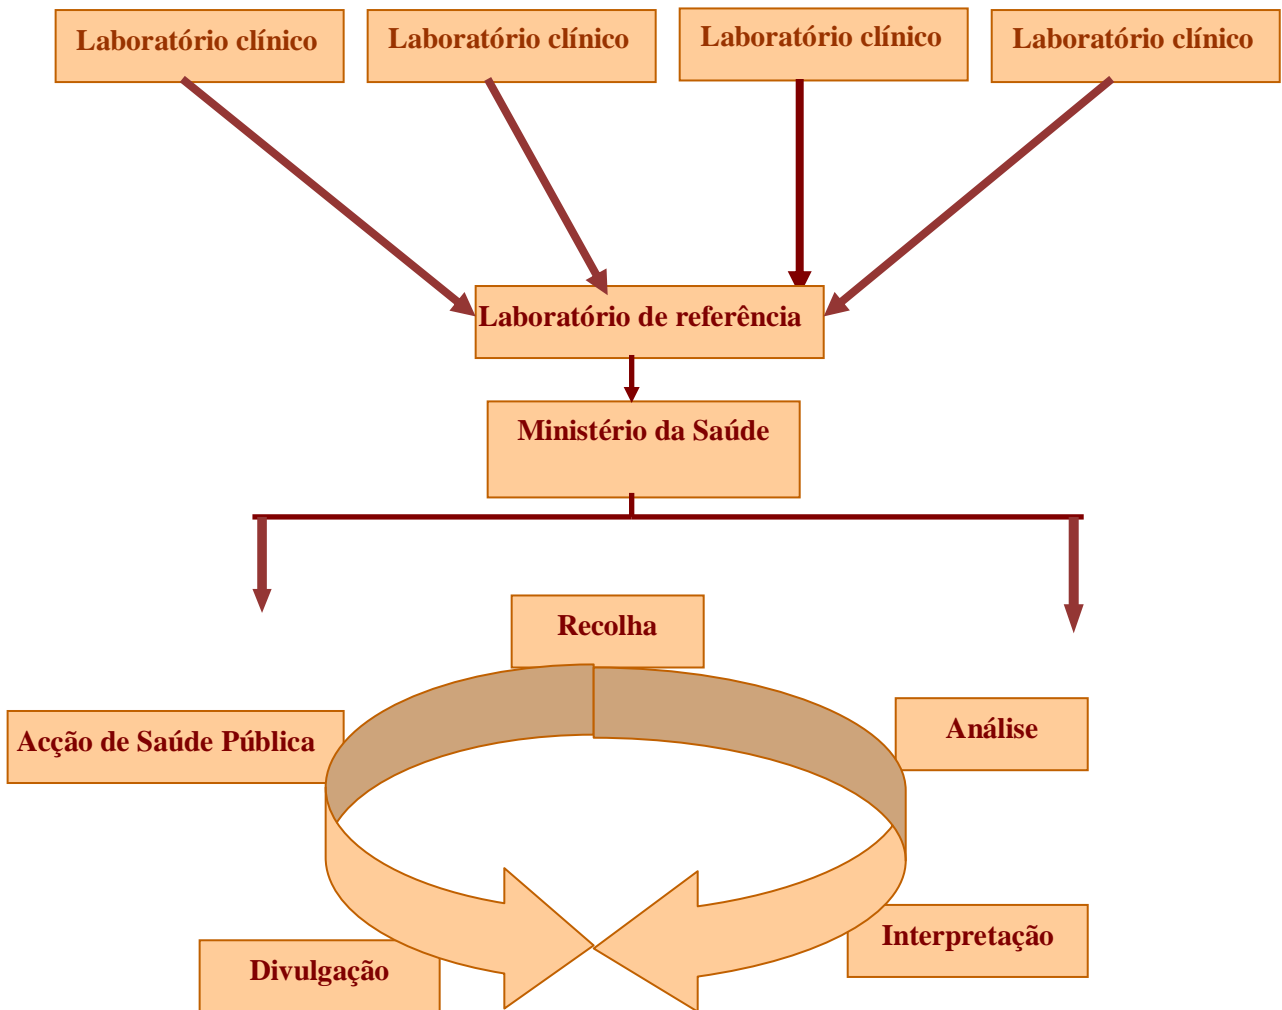 Laboratório clínico
Laboratório clínico
Laboratório clínico
Laboratório clínico
Laboratório de referência
Ministério da Saúde
Recolha
Acção de Saúde Pública
Análise
Interpretação
Divulgação